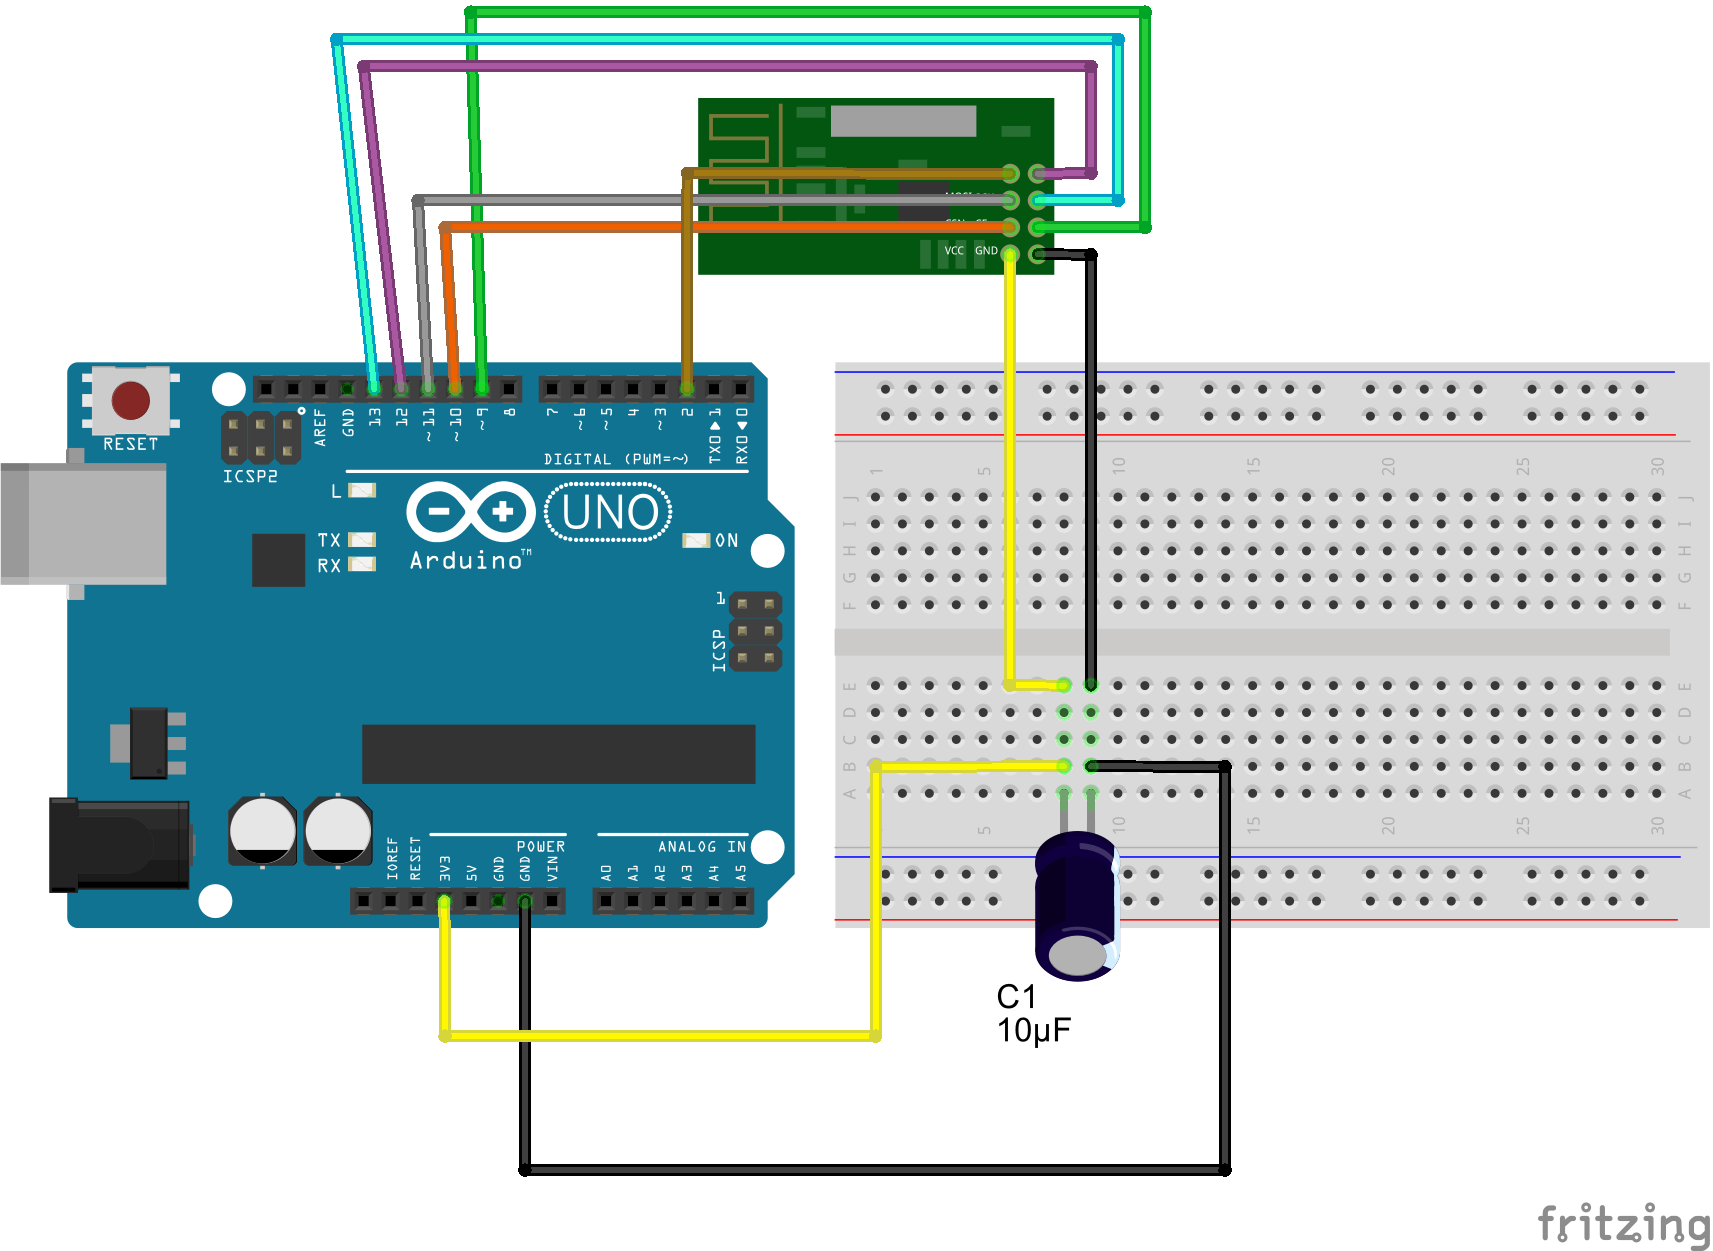 VCC GND
RESET
ICSP2
AREF
GND
13
12
~11
~10
~9
8
7
~6
~5
4
~3
2
TX0▶1
RX0◀0
DIGITAL (PWM=~)
L
TX
RX
Arduino™
UNO
ON
1
ICSP
IOREF
RESET
3V3
5V
GND
GND
VIN
POWER
ANALOG IN
A0
A1
A2
A3
A4
A5
1 5 10 15 20 25 30
J J
I I
H H
G G
F F
E E
D D
C C
B B
A A
5 10 15 20 25 30
C1
10µF
fritzing